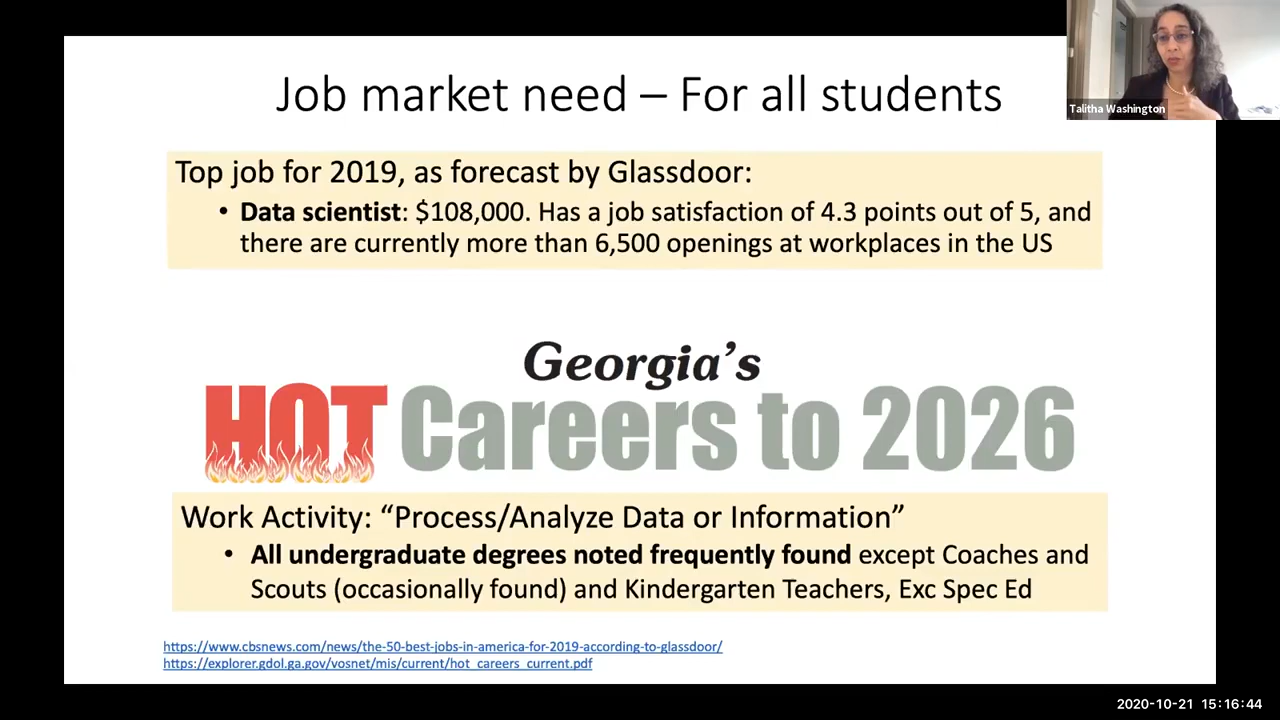 Job market need – For all students
Talitha Washington
Top job for 2019, as forecast by Glassdoor:
• Data scientist: $108,000. Has a job satisfaction of 4.3 points out of 5, and
there are currently more than 6,500 openings at workplaces in the US
Georgia's
HOT Careers to 2026
Work Activity: “Process/Analyze Data or Information”
• All undergraduate degrees noted frequently found except Coaches and
Scouts (occasionally found) and Kindergarten Teachers, Exc Spec Ed
https://www.cbsnews.com/news/the-50-best-jobs-in-america-for-2019-according-to-glassdoor/
https://explorer.gdol.ga.gov/vosnet/mis/current/hot_careers_current.pdf
2020-10-21 15:16:44